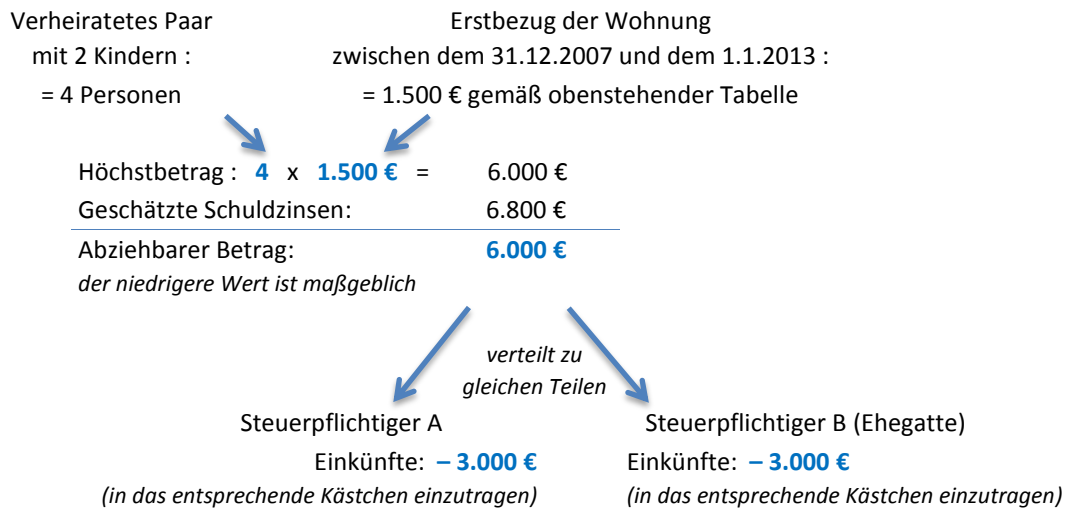 Verheiratetes Paar
mit 2 Kindern :
= 4 Personen
Erstbezug der Wohnung
zwischen dem 31.12.2007 und dem 1.1.2013 :
= 1.500 € gemäß obenstehender Tabelle
Höchstbetrag : 4 x 1.500 € = 6.000 €
Geschätzte Schuldzinsen: 6.800 €
Abziehbarer Betrag: 6.000 €
der niedrigere Wert ist maßgeblich
verteilt zu
gleichen Teilen
Steuerpflichtiger A
Einkünfte: – 3.000 €
(in das entsprechende Kästchen einzutragen)
Steuerpflichtiger B (Ehegatte)
Einkünfte: – 3.000 €
(in das entsprechende Kästchen einzutragen)